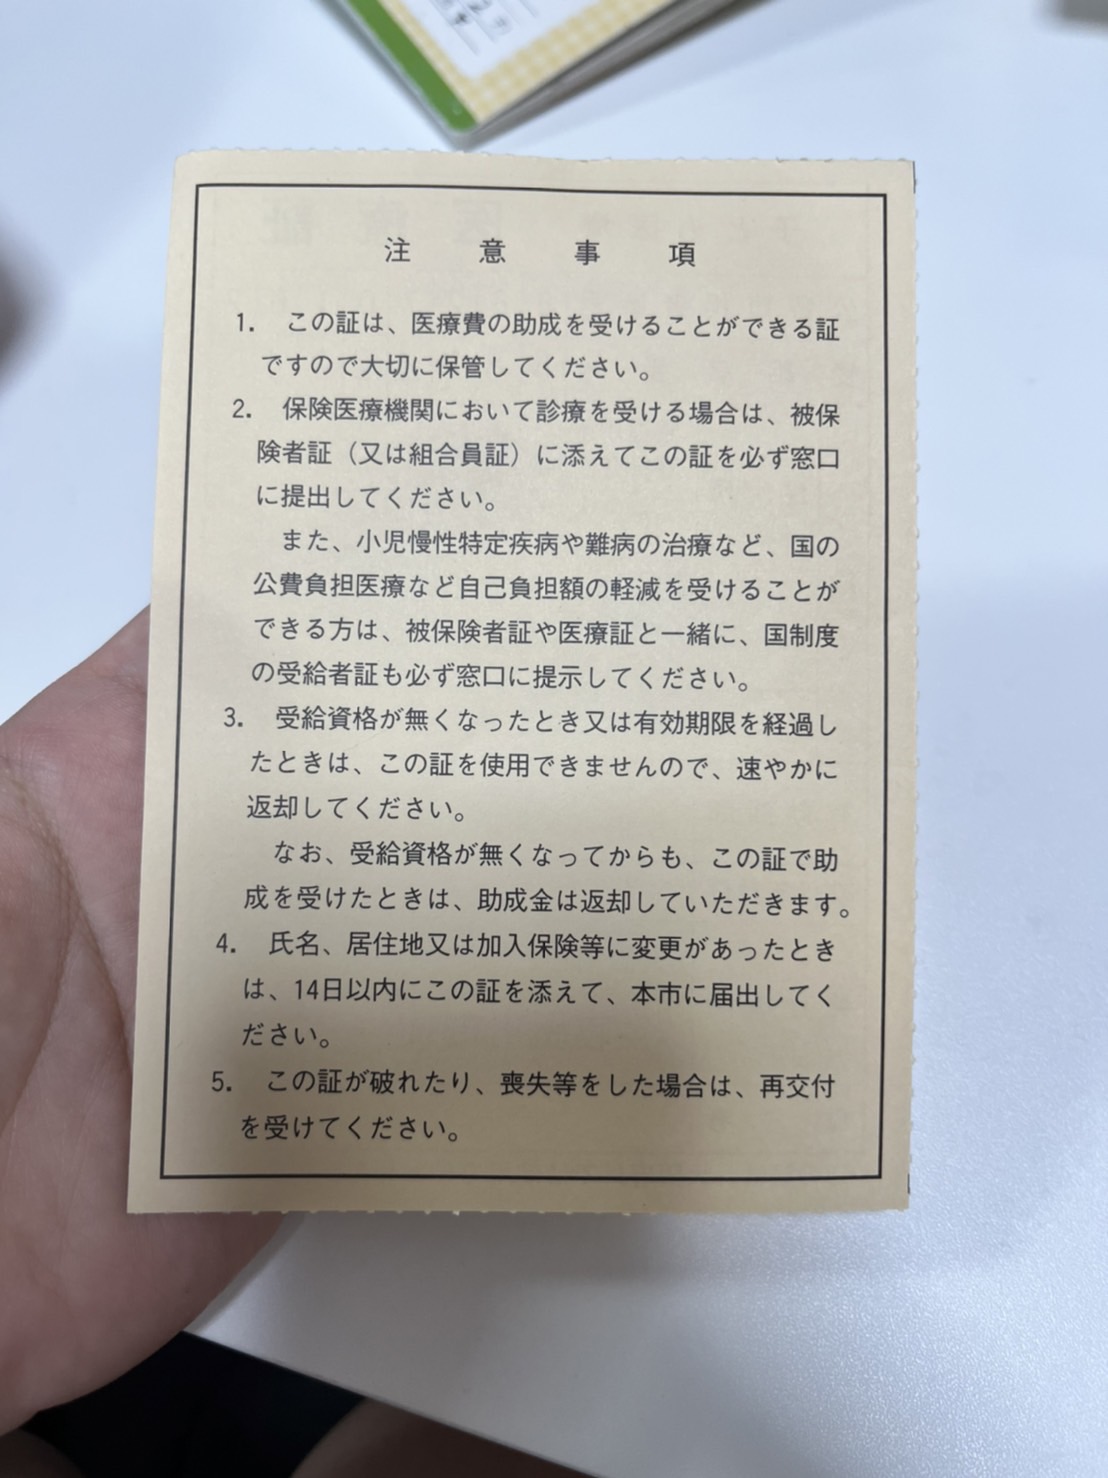 注意事項
1. この証は、医療費の助成を受けることができる証
ですので大切に保管してください。
2. 保険医療機関において診療を受ける場合は、被保
険者証(又は組合員証)に添えてこの証を必ず窓口
に提出してください。
また、小児慢性特定疾病や難病の治療など、国の
公費負担医療など自己負担額の軽減を受けることが
できる方は、被保険者証や医療証と一緒に、国制度
の受給者証も必ず窓口に提示してください。
3. 受給資格が無くなったとき又は有効期限を経過し
たときは、この証を使用できませんので、速やかに
返却してください。
なお、受給資格が無くなってからも、この証で助
成を受けたときは、助成金は返却していただきます。
4. 氏名、居住地又は加入保険等に変更があったとき
は、14日以内にこの証を添えて、本市に届出してく
ださい。
5. この証が破れたり、喪失等をした場合は、再交付
を受けてください。